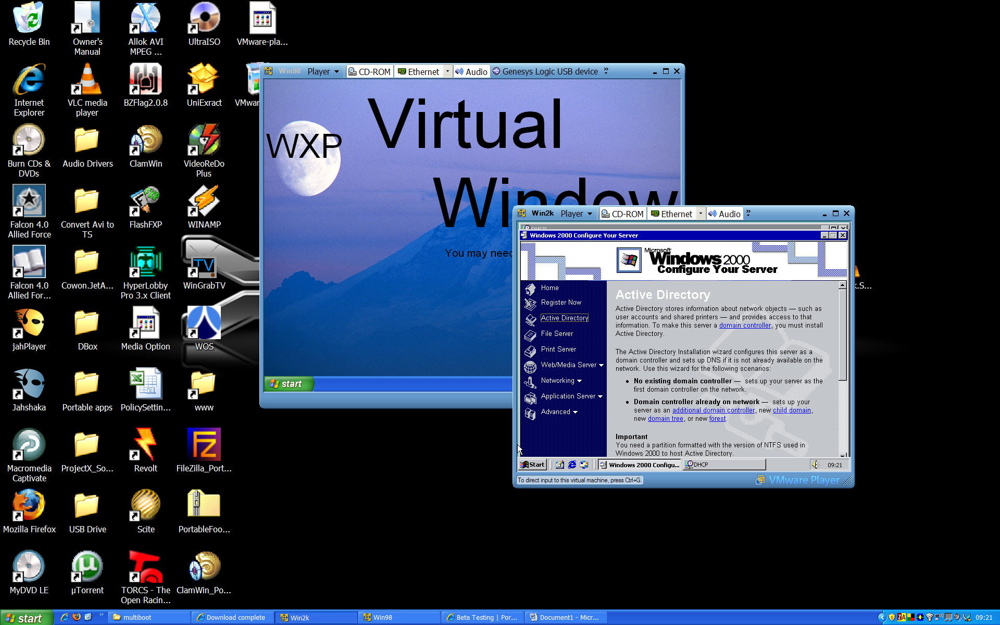 Recycle Bin
Owner's Manual
Allok AVI MPEG ...
UltraISO
VMware-pla...
Internet Explorer
VLC media player
BZFlag2.0.8
UniExract
VMwar
Burn CDs & DVDs
Audio Drivers
ClamWin
VideoReDo Plus
Falcon 4.0 Allied Force
Convert Avi to TS
FlashFXP
WINAMP
Falcon 4.0 Allied For...
Cowon.JetA...
HyperLobby Pro 3.x Client
TV
WinGrabTV
jahPlayer
DBox
Media Option
WOS
Jahshaka
Portable apps
PolicySettin...
www
Macromedia Captivate
ProjectX_So...
Revolt
FileZilla_Port...
Mozilla Firefox
USB Drive
Scite
PortableFoo...
MyDVD LE
µTorrent
TORCS - The Open Racin...
ClamWin_Po...
k.S...
Win98 Player CD-ROM Ethernet Audio Genesys Logic USB device
WXP
Virtual
Window
You may need
start
Win2k Player CD-ROM Ethernet Audio
DHCP
Windows 2000 Configure Your Server
Microsoft
Windows 2000
Configure Your Server
Home
Register Now
Active Directory
File Server
Print Server
Web/Media Server
Networking
Application Server
Advanced
Active Directory
Active Directory stores information about network objects — such as
user accounts and shared printers — and provides access to that
information. To make this server a domain controller, you must install
Active Directory.
The Active Directory Installation wizard configures this server as a
domain controller and sets up DNS if it is not already available on the
network. Use this wizard for the following scenarios:
• No existing domain controller — sets up your server as the
first domain controller on the network.
• Domain controller already on network — sets up your
server as an additional domain controller, new child domain,
new domain tree, or new forest.
Important
You need a partition formatted with the version of NTFS used in
Windows 2000 to host Active Directory.
Start Windows 2000 Configu... DHCP 09:21
To direct input to this virtual machine, press Ctrl+G.
VMware Player
start multiboot Download complete Win2k Win98 Beta Testing | Por... Document1 - Micr... ZA 09:21